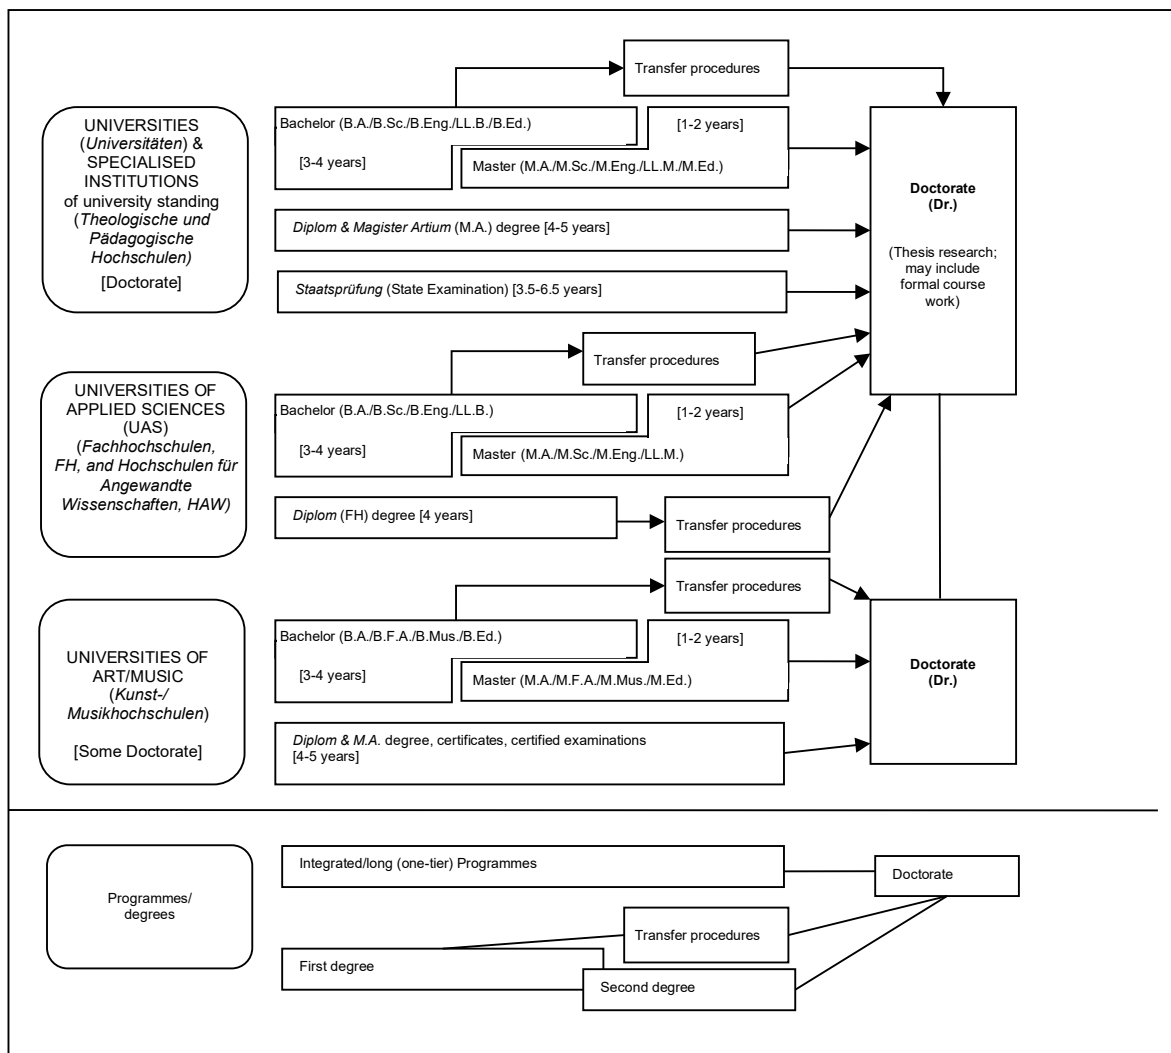 Transfer procedures
UNIVERSITIES
(Universitäten) &
SPECIALISED
INSTITUTIONS
of university standing
(Theologische und
Pädagogische
Hochschulen)
[Doctorate]
Bachelor (B.A./B.Sc./B.Eng./LL.B./B.Ed.)
[3-4 years]
[1-2 years]
Master (M.A./M.Sc./M.Eng./LL.M./M.Ed.)
Diplom & Magister Artium (M.A.) degree [4-5 years]
Staatsprüfung (State Examination) [3.5-6.5 years]
Doctorate
(Dr.)
(Thesis research;
may include
formal course
work)
Transfer procedures
UNIVERSITIES OF
APPLIED SCIENCES
(UAS)
(Fachhochschulen,
FH, and Hochschulen für
Angewandte
Wissenschaften, HAW)
Bachelor (B.A./B.Sc./B.Eng./LL.B.)
[3-4 years]
[1-2 years]
Master (M.A./M.Sc./M.Eng./LL.M.)
Diplom (FH) degree [4 years]
Transfer procedures
Transfer procedures
UNIVERSITIES OF
ART/MUSIC
(Kunst-/
Musikhochschulen)
[Some Doctorate]
Bachelor (B.A./B.F.A./B.Mus./B.Ed.)
[3-4 years]
[1-2 years]
Master (M.A./M.F.A./M.Mus./M.Ed.)
Diplom & M.A. degree, certificates, certified examinations
[4-5 years]
Doctorate
(Dr.)
Programmes/
degrees
Integrated/long (one-tier) Programmes
Doctorate
Transfer procedures
First degree
Second degree